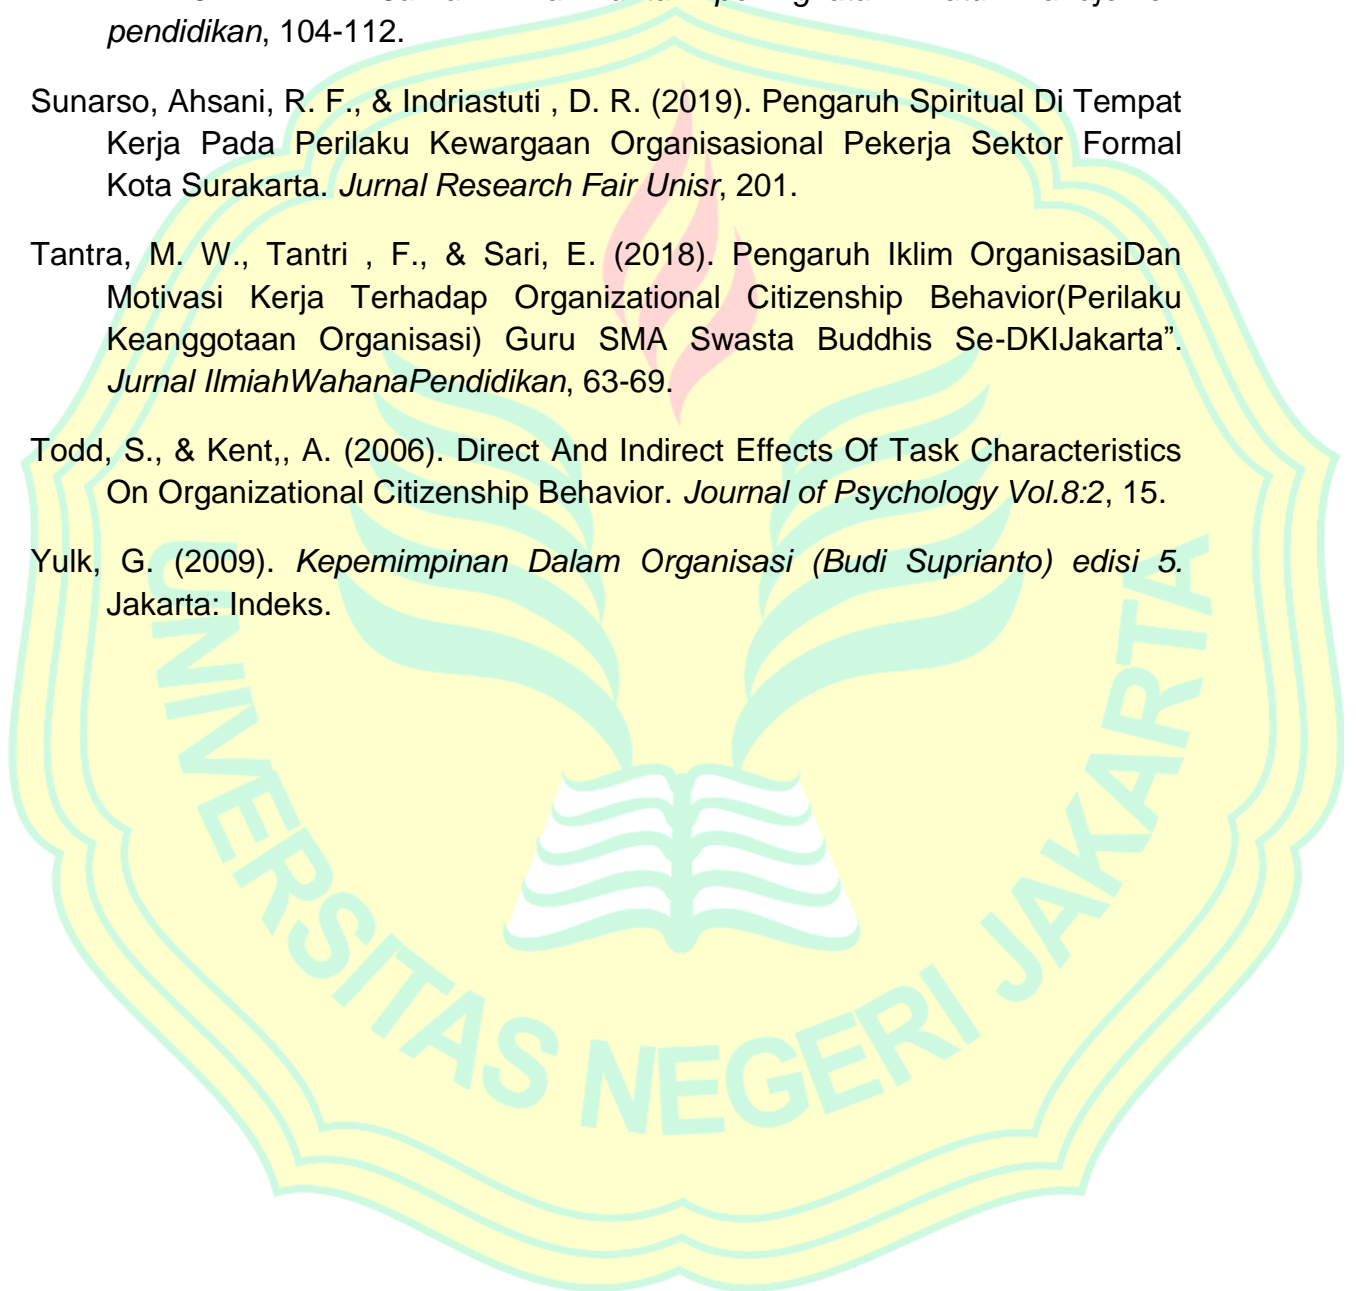 pendidikan, 104-112.
Sunarso, Ahsani, R. F., & Indriastuti , D. R. (2019). Pengaruh Spiritual Di Tempat
Kerja Pada Perilaku Kewargaan Organisasional Pekerja Sektor Formal
Kota Surakarta. Jurnal Research Fair Unisr, 201.
Tantra, M. W., Tantri , F., & Sari, E. (2018). Pengaruh Iklim OrganisasiDan
Motivasi Kerja Terhadap Organizational Citizenship Behavior(Perilaku
Keanggotaan Organisasi) Guru SMA Swasta Buddhis Se-DKIJakarta”.
Jurnal IlmiahWahanaPendidikan, 63-69.
Todd, S., & Kent,, A. (2006). Direct And Indirect Effects Of Task Characteristics
On Organizational Citizenship Behavior. Journal of Psychology Vol.8:2, 15.
Yulk, G. (2009). Kepemimpinan Dalam Organisasi (Budi Suprianto) edisi 5.
Jakarta: Indeks.
UNIVERSITAS NEGERI JAKARTA